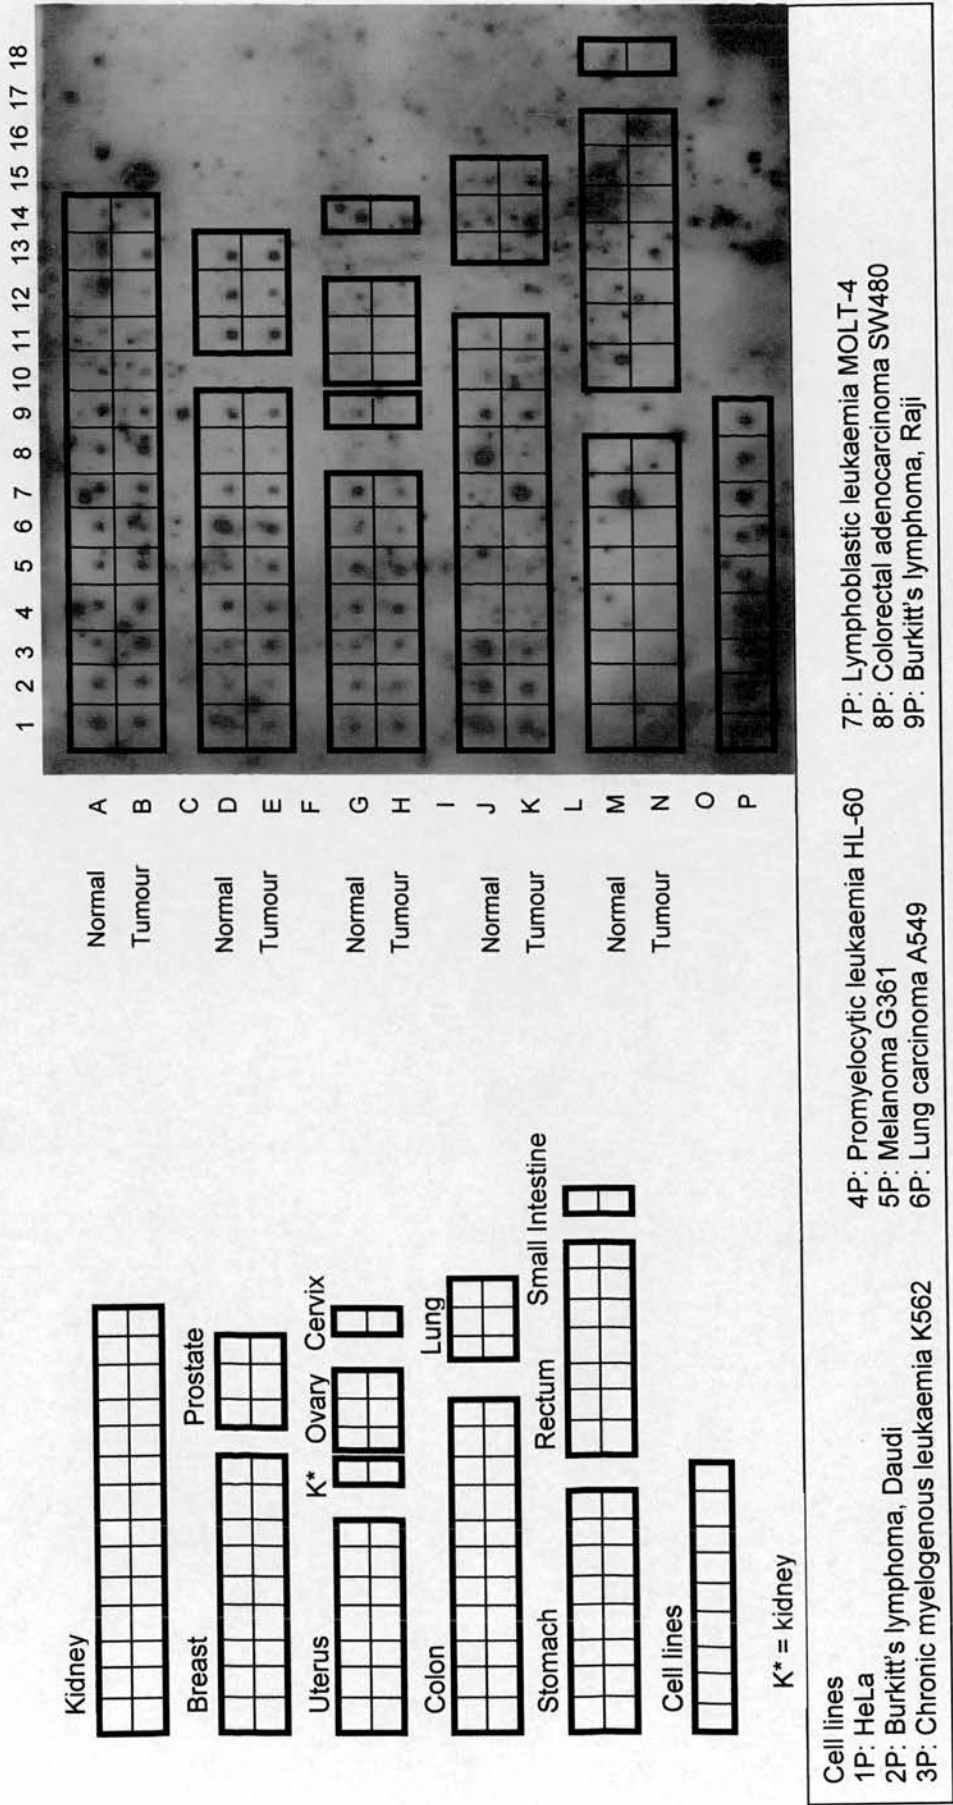 Kidney
Breast
Prostate
Uterus
K*
Ovary
Cervix
Colon
Lung
Stomach
Rectum
Small Intestine
Cell lines
K* = kidney
1 2 3 4 5 6 7 8 9 10 11 12 13 14 15 16 17 18
Normal A
Tumour B
C
Normal D
Tumour E
F
Normal G
Tumour H
I
Normal J
Tumour K
L
Normal M
Tumour N
O
P
Cell lines
1P: HeLa
2P: Burkitt's lymphoma, Daudi
3P: Chronic myelogenous leukaemia K562
4P: Promyelocytic leukaemia HL-60
5P: Melanoma G361
6P: Lung carcinoma A549
7P: Lymphoblastic leukaemia MOLT-4
8P: Colorectal adenocarcinoma SW480
9P: Burkitt's lymphoma, Raji